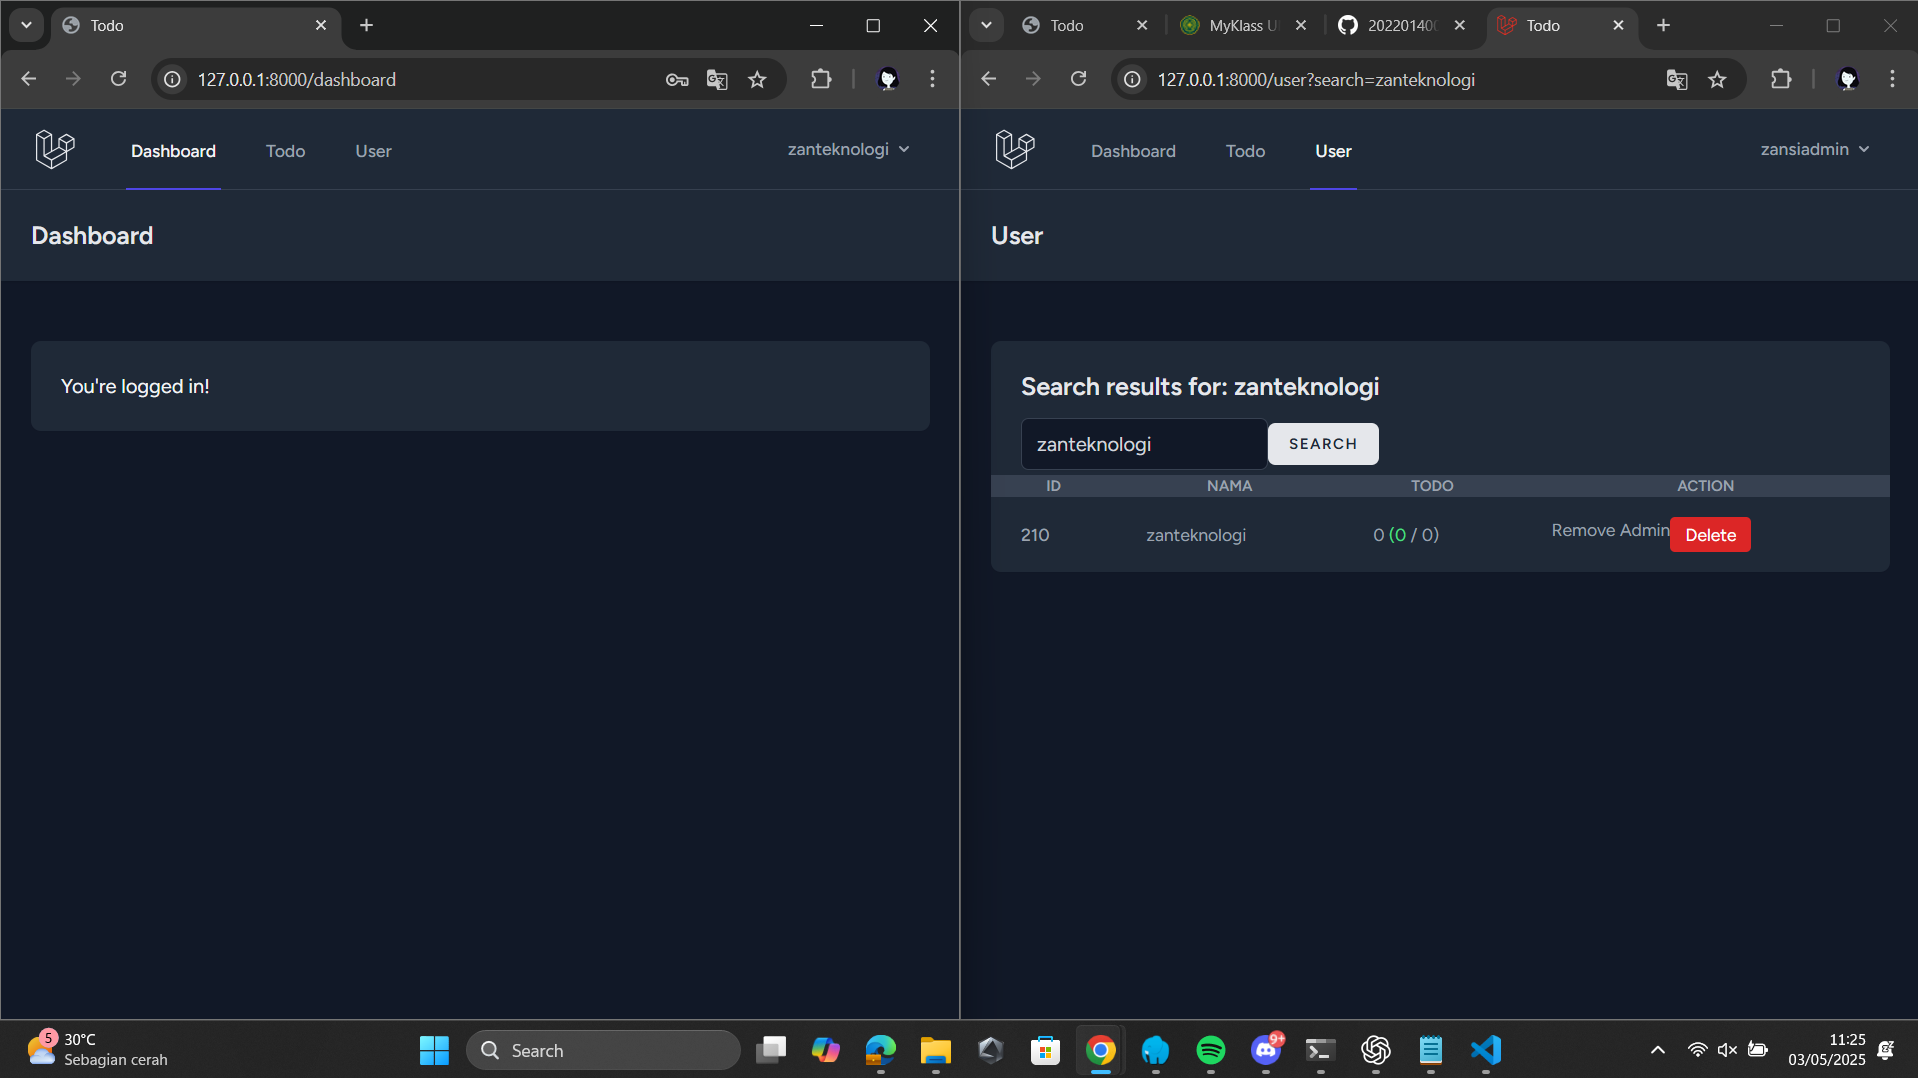 Todo
127.0.0.1:8000/dashboard
Dashboard Todo User zanteknologi
Dashboard
You're logged in!
Todo MyKlass U 20220140 Todo
127.0.0.1:8000/user?search=zanteknologi
Dashboard Todo User zansiadmin
User
Search results for: zanteknologi
zanteknologi SEARCH
ID NAMA TODO ACTION
210 zanteknologi 0 (0 / 0) Remove Admin Delete
5 30°C
Sebagian cerah
Search
9+
11:25
03/05/2025